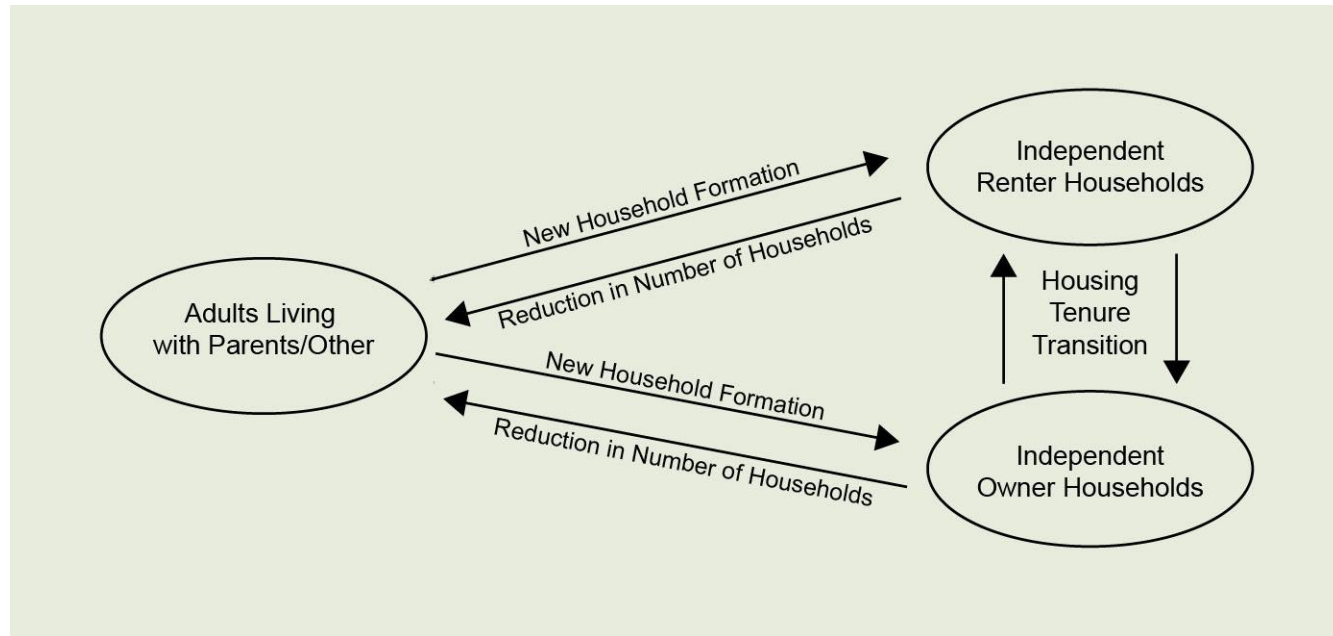 Independent
Renter Households
New Household Formation
Reduction in Number of Households
Housing
Tenure
Transition
Adults Living
with Parents/Other
New Household Formation
Reduction in Number of Households
Independent
Owner Households